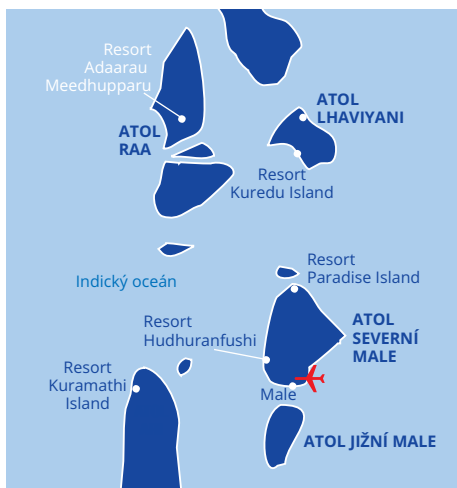 Resort
Adaarau
Meedhupparu
ATOL
RAA
ATOL
LHAVIYANI
Resort
Kuredu Island
Indický oceán
Resort
Paradise Island
Resort
Hudhuranfushi
ATOL
SEVERNÍ
MALE
Resort
Kuramathi
Island
Male
ATOL JIŽNÍ MALE